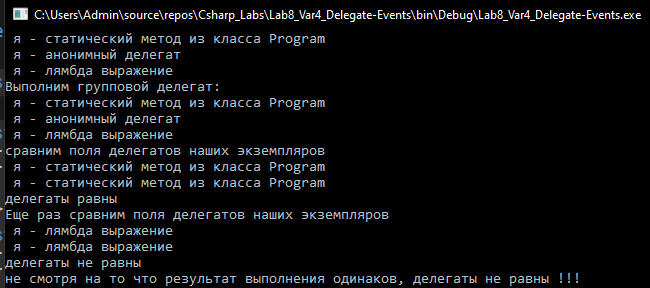 C:\Users\Admin\source\repos\Csharp_Labs\Lab8_Var4_Delegate-Events\bin\Debug\Lab8_Var4_Delegate-Events.exe
я - статический метод из класса Program
я - анонимный делегат
я - лямбда выражение
Выполним групповой делегат:
я - статический метод из класса Program
я - анонимный делегат
я - лямбда выражение
сравним поля делегатов наших экземпляров
я - статический метод из класса Program
я - статический метод из класса Program
делегаты равны
Еще раз сравним поля делегатов наших экземпляров
я - лямбда выражение
я - лямбда выражение
делегаты не равны
не смотря на то что результат выполнения одинаков, делегаты не равны !!!